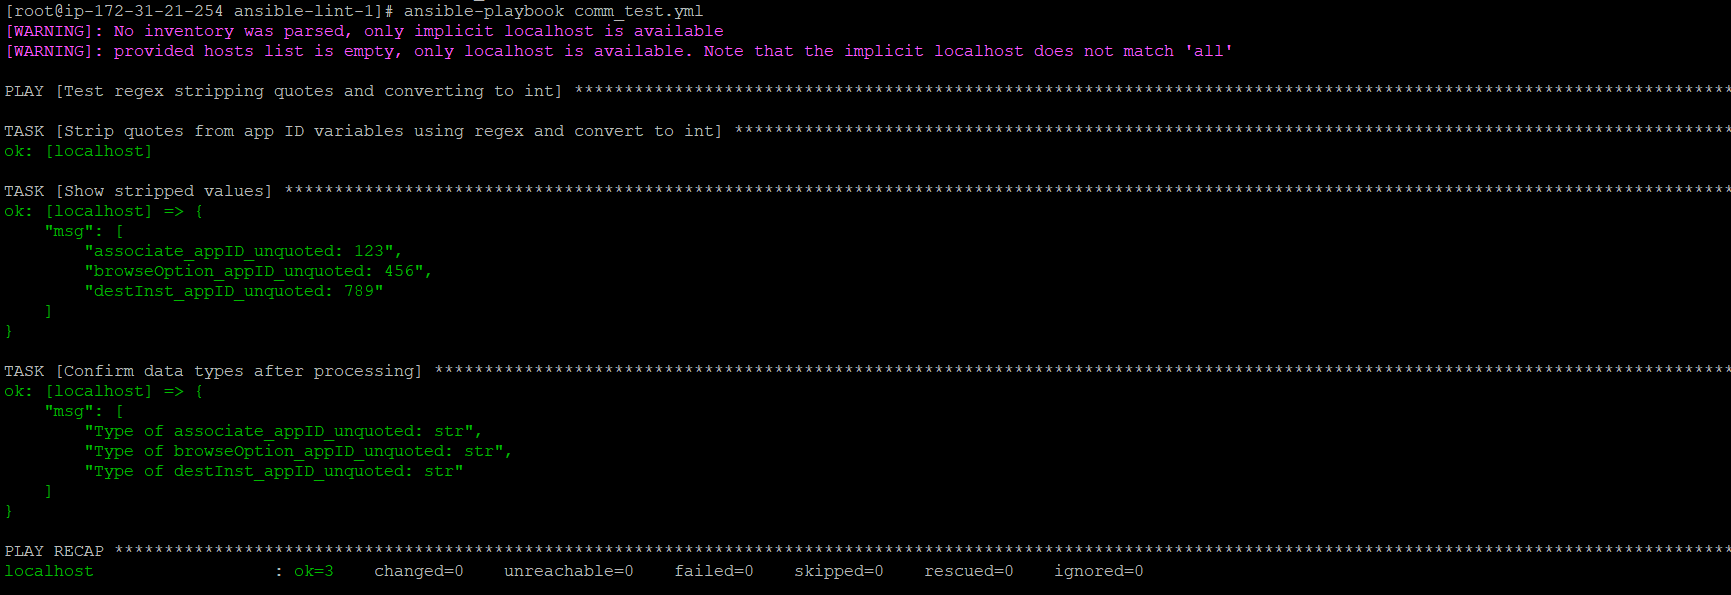 [root@ip-172-31-21-254 ansible-lint-1]# ansible-playbook comm_test.yml
[WARNING]: No inventory was parsed, only implicit localhost is available
[WARNING]: provided hosts list is empty, only localhost is available. Note that the implicit localhost does not match 'all'
PLAY [Test regex stripping quotes and converting to int] ********************************************************************************************************************
TASK [Strip quotes from app ID variables using regex and convert to int] ****************************************************************************************************
ok: [localhost]
TASK [Show stripped values] *************************************************************************************************************************************************
ok: [localhost] => {
    "msg": [
        "associate_appID_unquoted: 123",
        "browseOption_appID_unquoted: 456",
        "destInst_appID_unquoted: 789"
    ]
}
TASK [Confirm data types after processing] **********************************************************************************************************************************
ok: [localhost] => {
    "msg": [
        "Type of associate_appID_unquoted: str",
        "Type of browseOption_appID_unquoted: str",
        "Type of destInst_appID_unquoted: str"
    ]
}
PLAY RECAP ******************************************************************************************************************************************************************
localhost                  : ok=3    changed=0    unreachable=0    failed=0    skipped=0    rescued=0    ignored=0